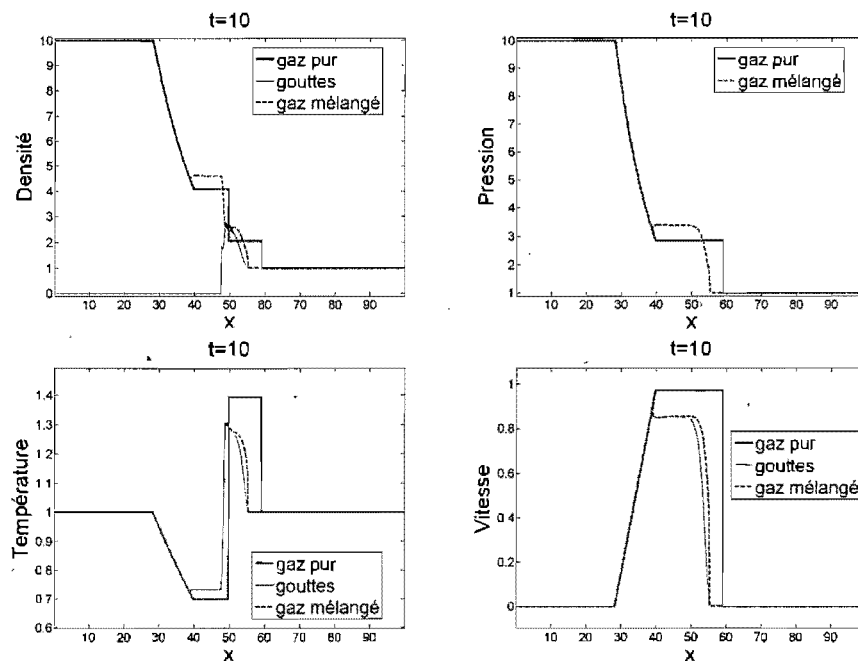 t=10
10
9
8
7
6
5
4
3
2
1
0
Densité
gaz pur
gouttes
gaz mélangé
10 20 30 40 50 60 70 80 90
X
t=10
10
9
8
7
6
5
4
3
2
1
Pression
gaz pur
gaz mélangé
10 20 30 40 50 60 70 80 90
X
t=10
1.4
1.3
1.2
1.1
1
0.9
0.8
0.7
0.6
Température
gaz pur
gouttes
gaz mélangé
10 20 30 40 50 60 70 80 90
X
t=10
1
0.8
0.6
0.4
0.2
0
Vitesse
gaz pur
gouttes
gaz mélangé
10 20 30 40 50 60 70 80 90
X